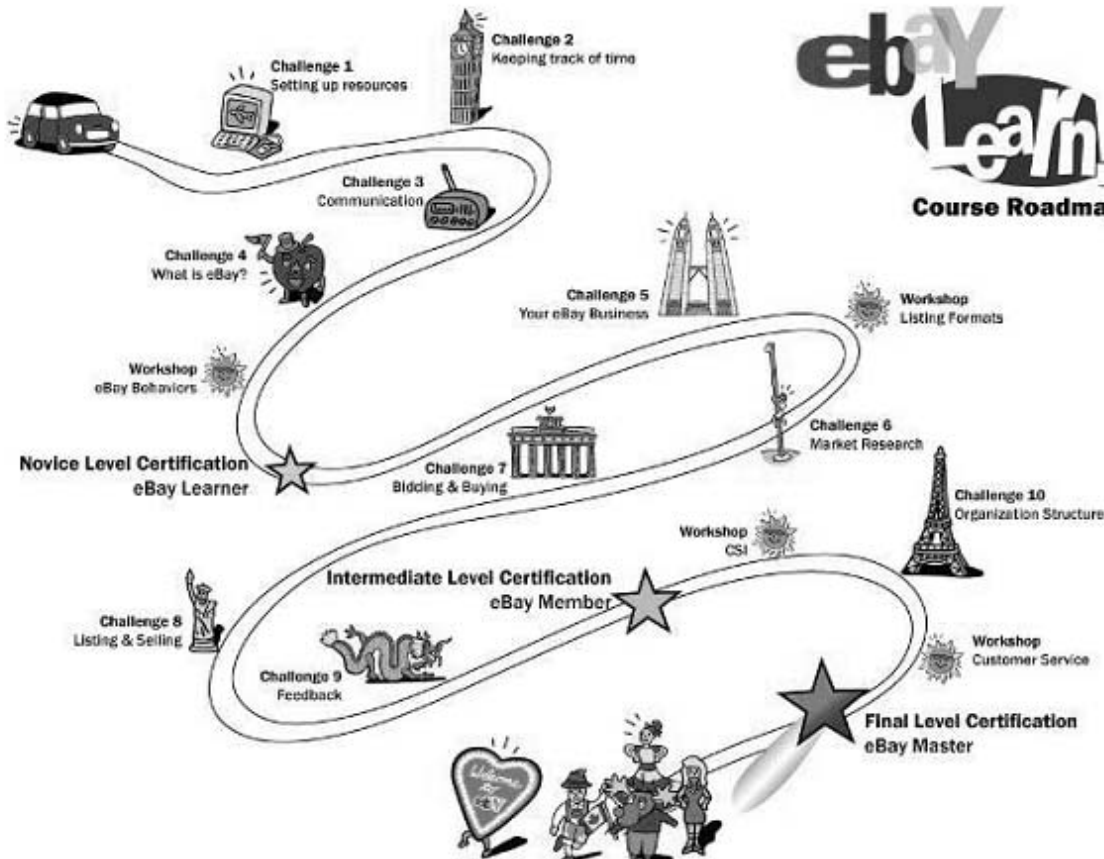 ebaY
Learn
Course Roadma
Challenge 1
Setting up resources
Challenge 2
Keeping track of time
Challenge 3
Communication
Challenge 4
What is eBay?
Workshop
eBay Behaviors
Novice Level Certification
eBay Learner
Challenge 5
Your eBay Business
Workshop
Listing Formats
Challenge 6
Market Research
Challenge 7
Bidding & Buying
Challenge 8
Listing & Selling
Challenge 9
Feedback
Intermediate Level Certification
eBay Member
Workshop
CSI
Challenge 10
Organization Structure
Workshop
Customer Service
Final Level Certification
eBay Master
Welcome
to